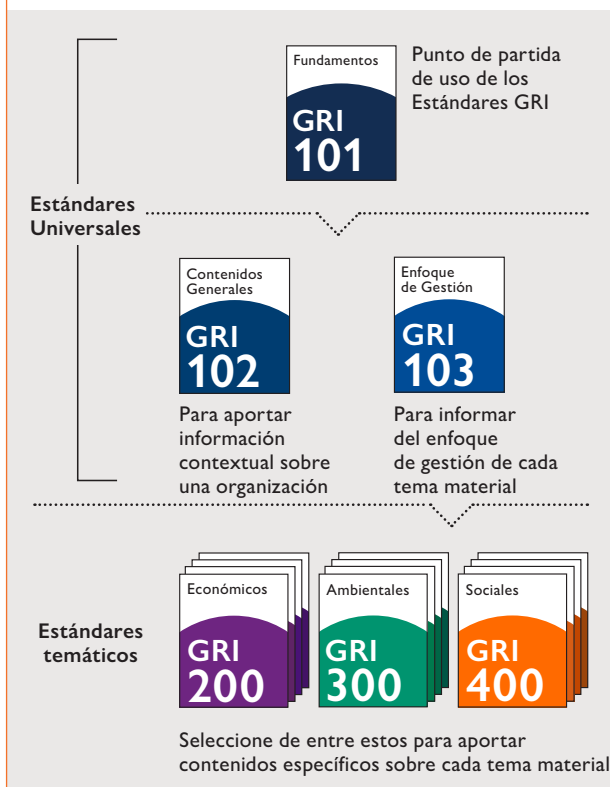 Fundamentos
GRI
101
Punto de partida
de uso de los
Estándares GRI
Estándares
Universales
Contenidos
Generales
GRI
102
Para aportar
información
contextual sobre
una organización
Enfoque
de Gestión
GRI
103
Para informar
del enfoque
de gestión de cada
tema material
Estándares
temáticos
Económicos
GRI
200
Ambientales
GRI
300
Sociales
GRI
400
Seleccione de entre estos para aportar
contenidos específicos sobre cada tema material